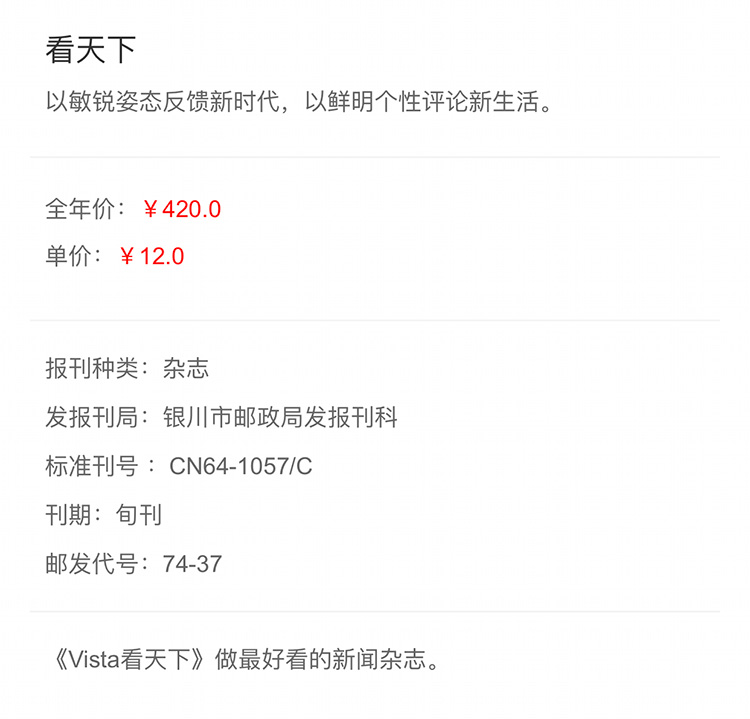 看天下
以敏锐姿态反馈新时代，以鲜明个性评论新生活。
全年价：￥420.0
单价：￥12.0
报刊种类：杂志
发报刊局：银川市邮政局发报刊科
标准刊号 ：CN64-1057/C
刊期：旬刊
邮发代号：74-37
《Vista看天下》做最好看的新闻杂志。